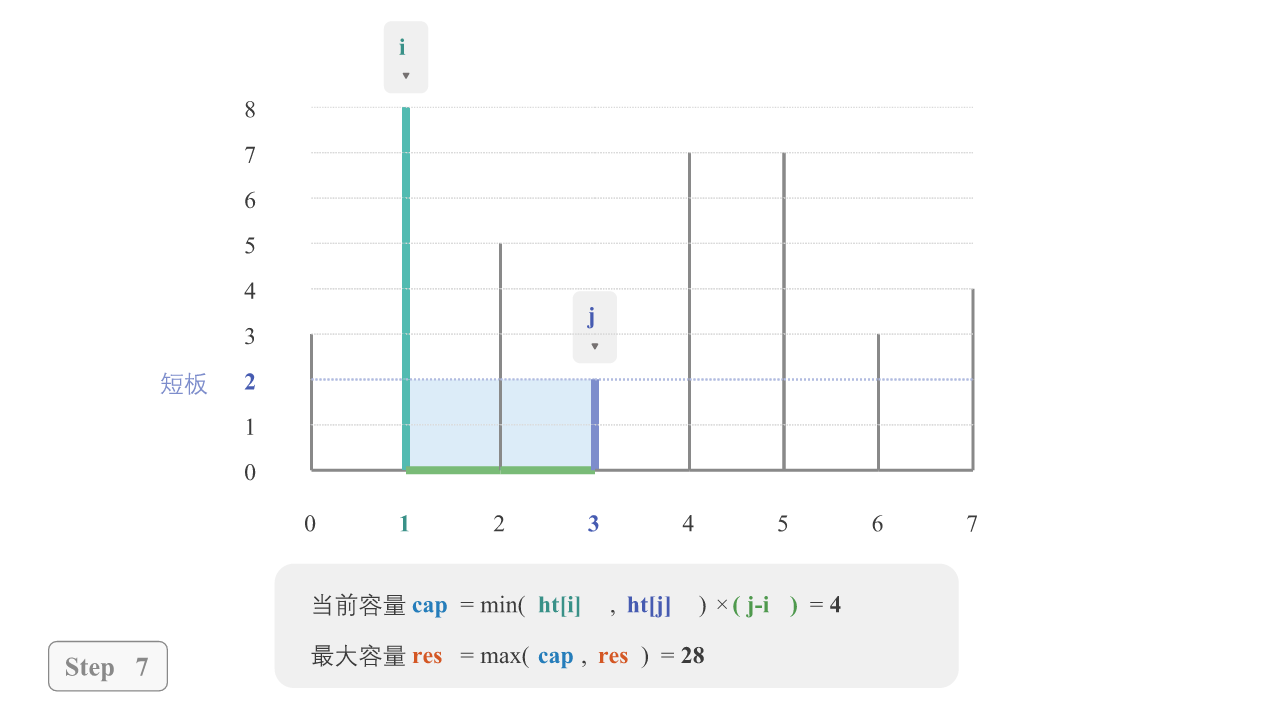 i
8
7
6
5
4
j
3
短板 2
1
0
0 1 2 3 4 5 6 7
当前容量 cap = min( ht[i] , ht[j] ) × ( j-i ) = 4
最大容量 res = max( cap , res ) = 28
Step 7